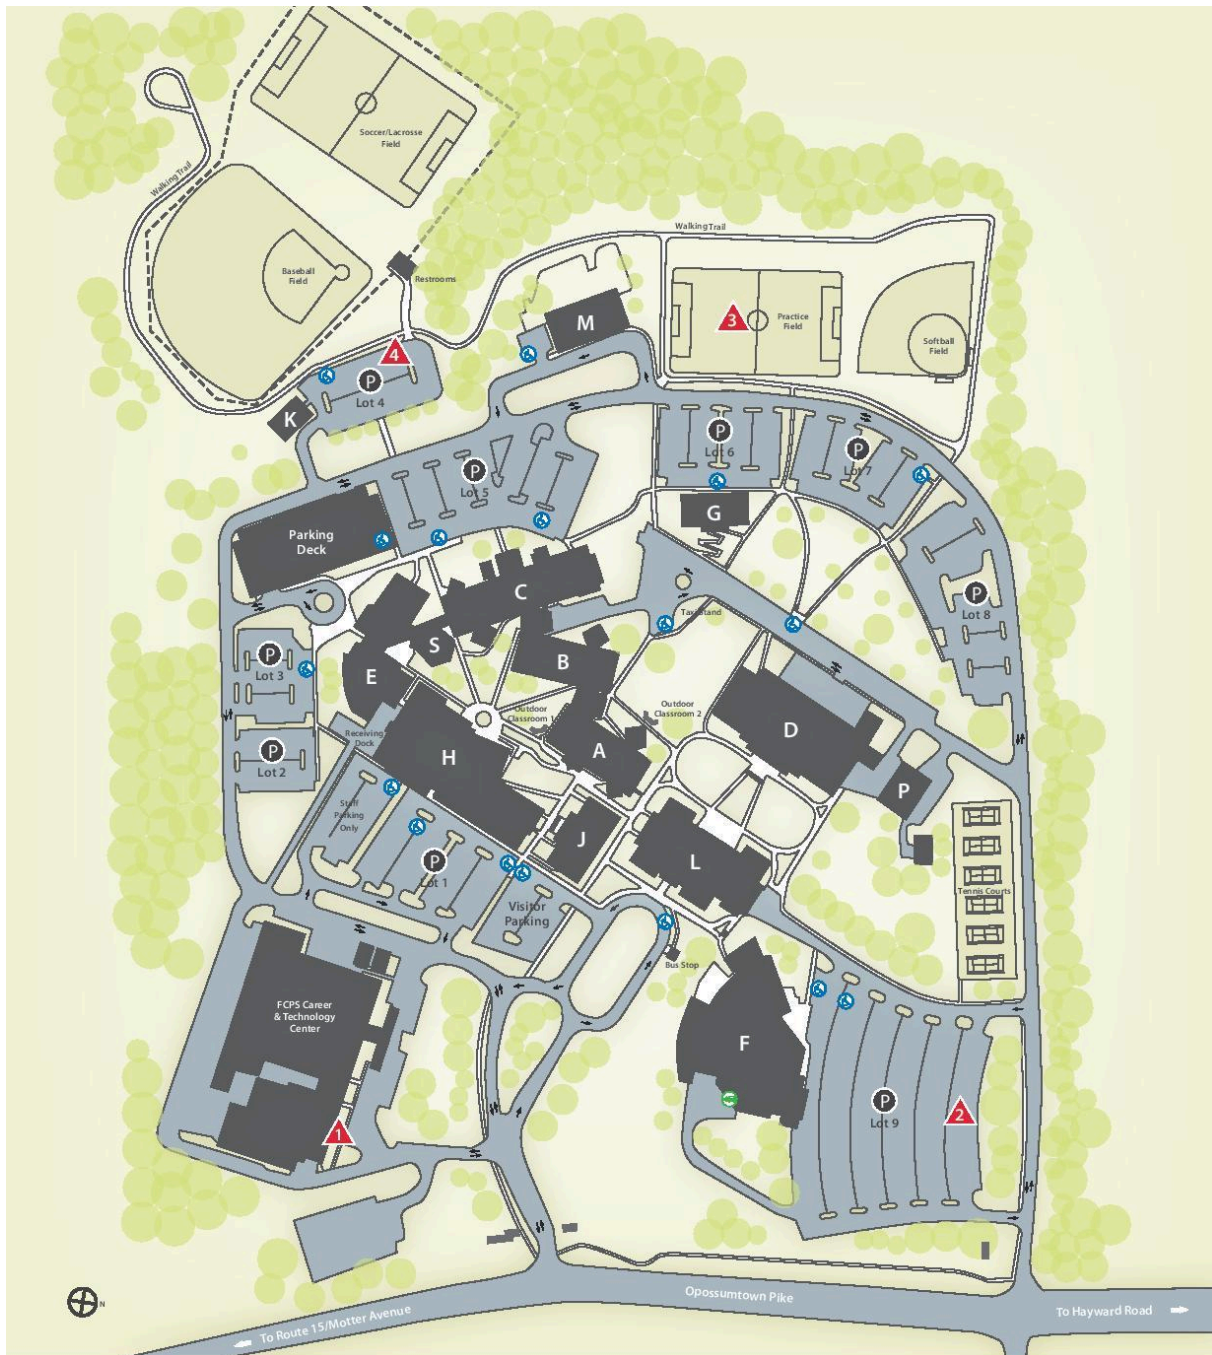 Soccer/Lacrosse
Field
Walking Trail
Walking Trail
Baseball
Field
Restrooms
M
3
Practice
Field
Softball
Field
4
P
Lot 4
K
P
Lot 5
P
Lot 6
P
Lot 7
G
Parking
Deck
C
P
Lot 8
Taxi Stand
S
B
P
Lot 3
E
Outdoor
Classroom 1
Outdoor
Classroom 2
D
Receiving
Dock
P
Lot 2
H
A
P
Staff
Parking
Only
J
L
P
Lot 1
Tennis Courts
Visitor
Parking
Bus Stop
FCPS Career
& Technology
Center
F
P
Lot 9
2
1
N
Opossumtown Pike
To Route 15/Motter Avenue
To Hayward Road